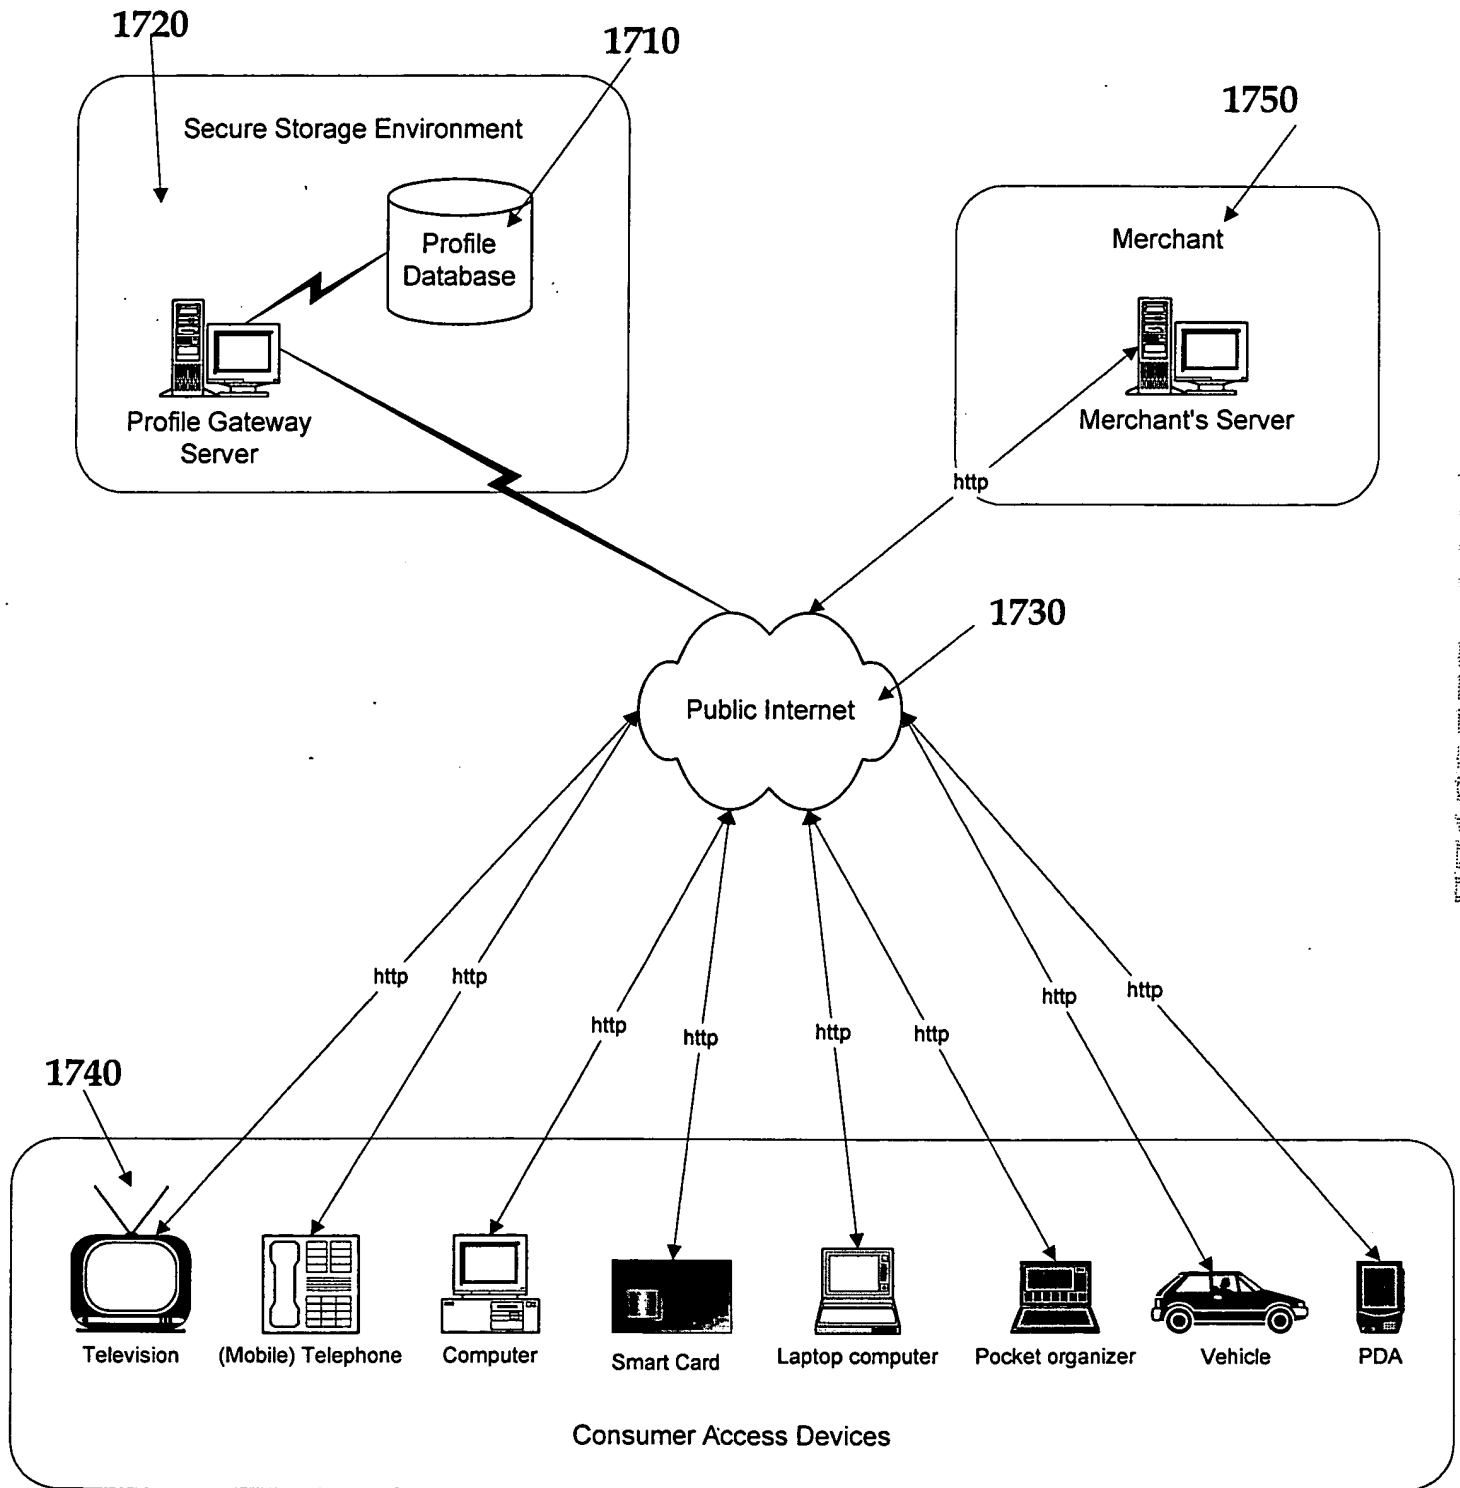 1720
1710
1750
Secure Storage Environment
Profile
Database
Merchant
Profile Gateway
Server
Merchant's Server
http
1730
Public Internet
http
http
http
http
http
http
http
http
1740
Television
(Mobile) Telephone
Computer
Smart Card
Laptop computer
Pocket organizer
Vehicle
PDA
Consumer Access Devices